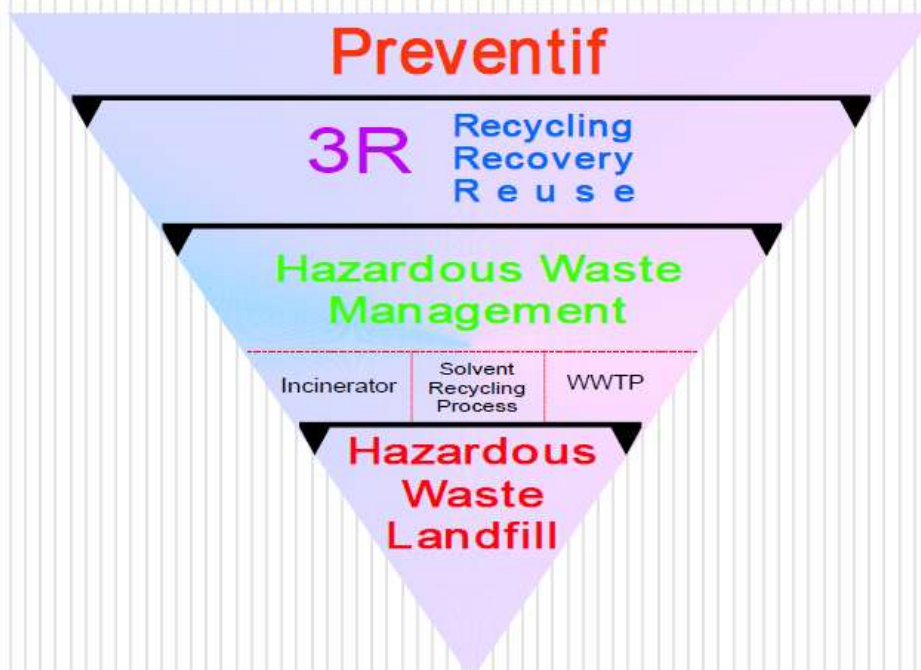 Preventif
3R
Recycling
Recovery
Reuse
Hazardous Waste
Management
Incinerator
Solvent
Recycling
Process
WWTP
Hazardous
Waste
Landfill